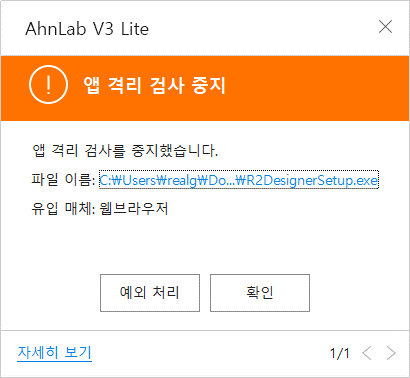 AhnLab V3 Lite
앱 격리 검사 중지
앱 격리 검사를 중지했습니다.
파일 이름: C:₩Users₩realg₩Do...₩R2DesignerSetup.exe
유입 매체: 웹브라우저
예외 처리
확인
자세히 보기
1/1